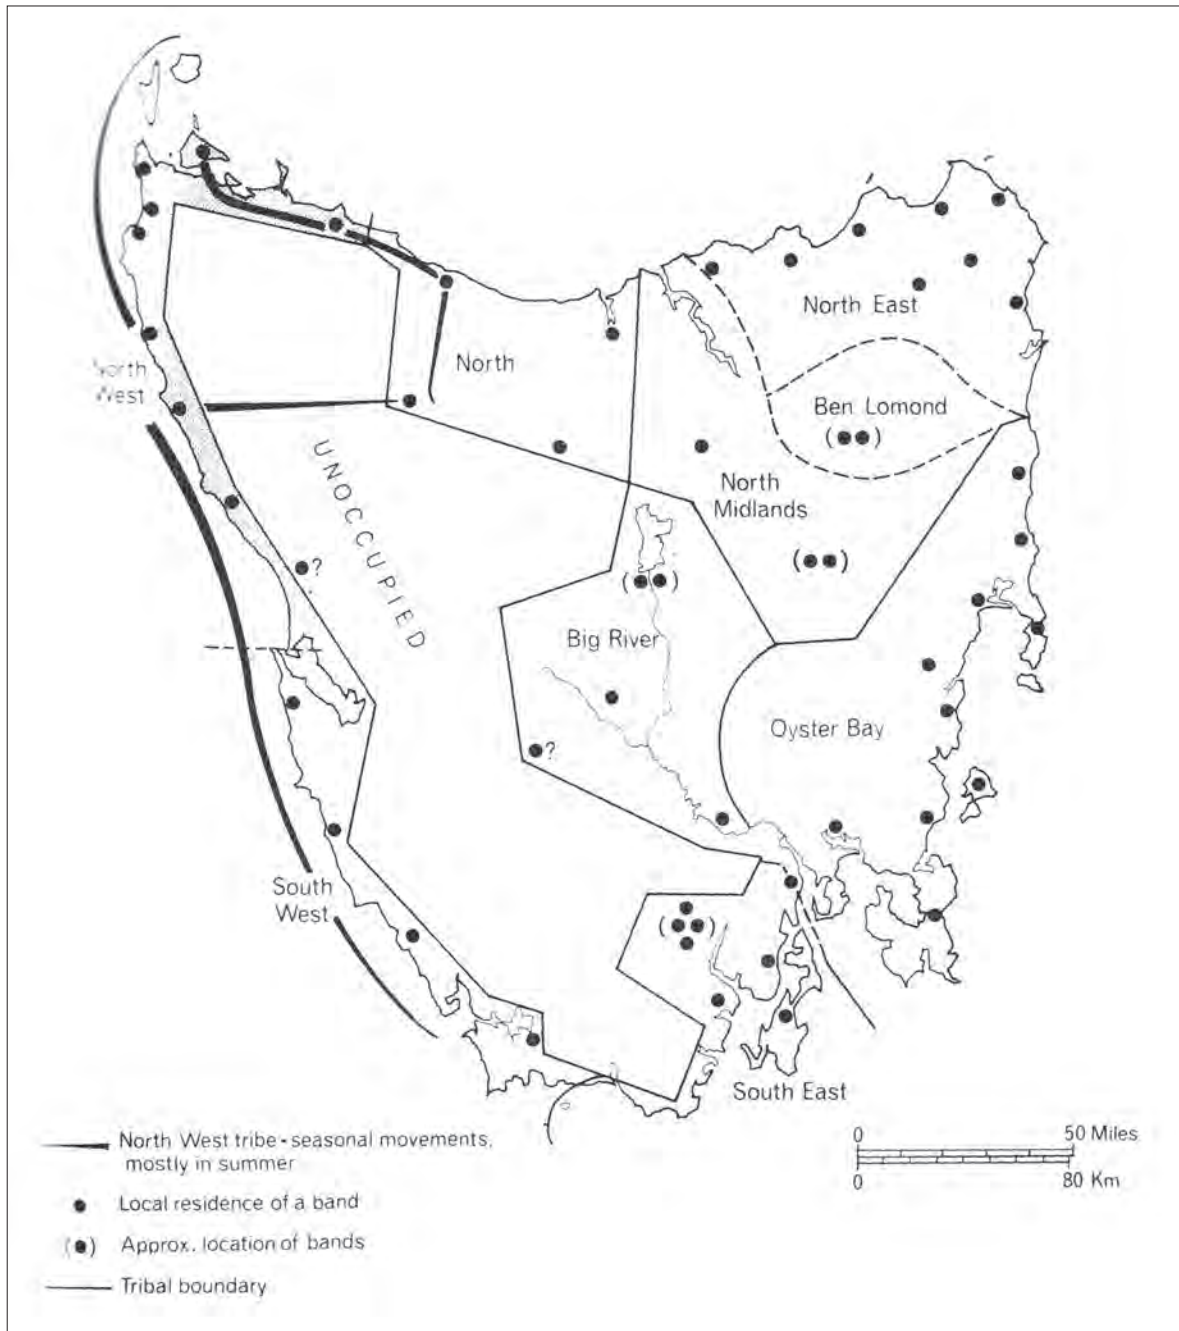 North East
North
North
West
Ben Lomond
UNOCCUPIED
North
Midlands
?
Big River
Oyster Bay
?
South
West
South East
North West tribe - seasonal movements,
mostly in summer
Local residence of a band
Approx. location of bands
Tribal boundary
0 50 Miles
0 80 Km